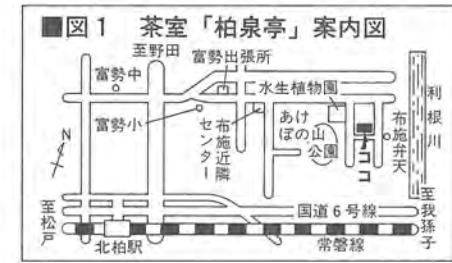 ■図1 茶室「柏泉亭」案内図
至野田
富勢出張所
富勢中
水生植物園
利根川
富勢小
布施近隣センター
あけぼの山公園
布施弁天
ココ
N
至我孫子
国道6号線
至松戸
北柏駅
常磐線